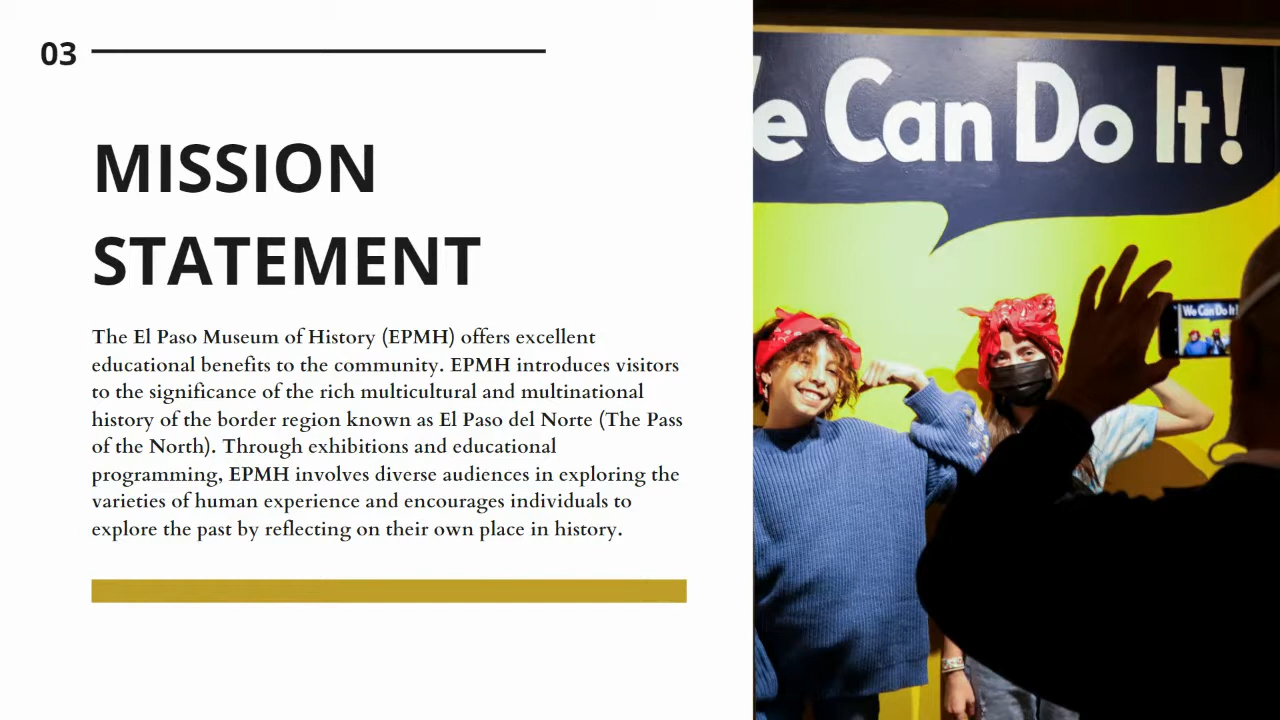 03
MISSION
STATEMENT
The El Paso Museum of History (EPMH) offers excellent
educational benefits to the community. EPMH introduces visitors
to the significance of the rich multicultural and multinational
history of the border region known as El Paso del Norte (The Pass
of the North). Through exhibitions and educational
programming, EPMH involves diverse audiences in exploring the
varieties of human experience and encourages individuals to
explore the past by reflecting on their own place in history.
e Can Do It!
We Can Do It!